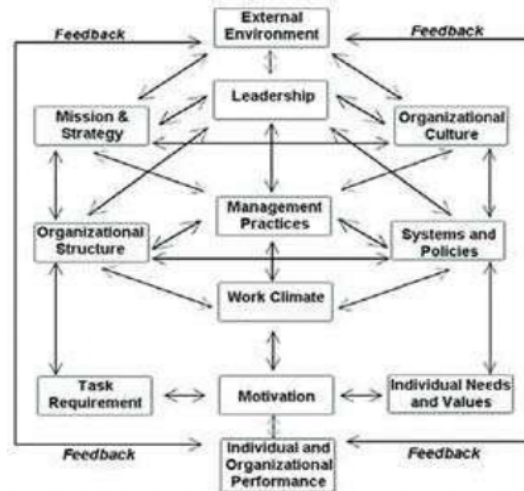 External
Environment
Feedback
Feedback
Leadership
Mission &
Strategy
Organizational
Culture
Management
Practices
Organizational
Structure
Systems and
Policies
Work Climate
Task
Requirement
Motivation
Individual Needs
and Values
Feedback
Individual and
Organizational
Performance
Feedback